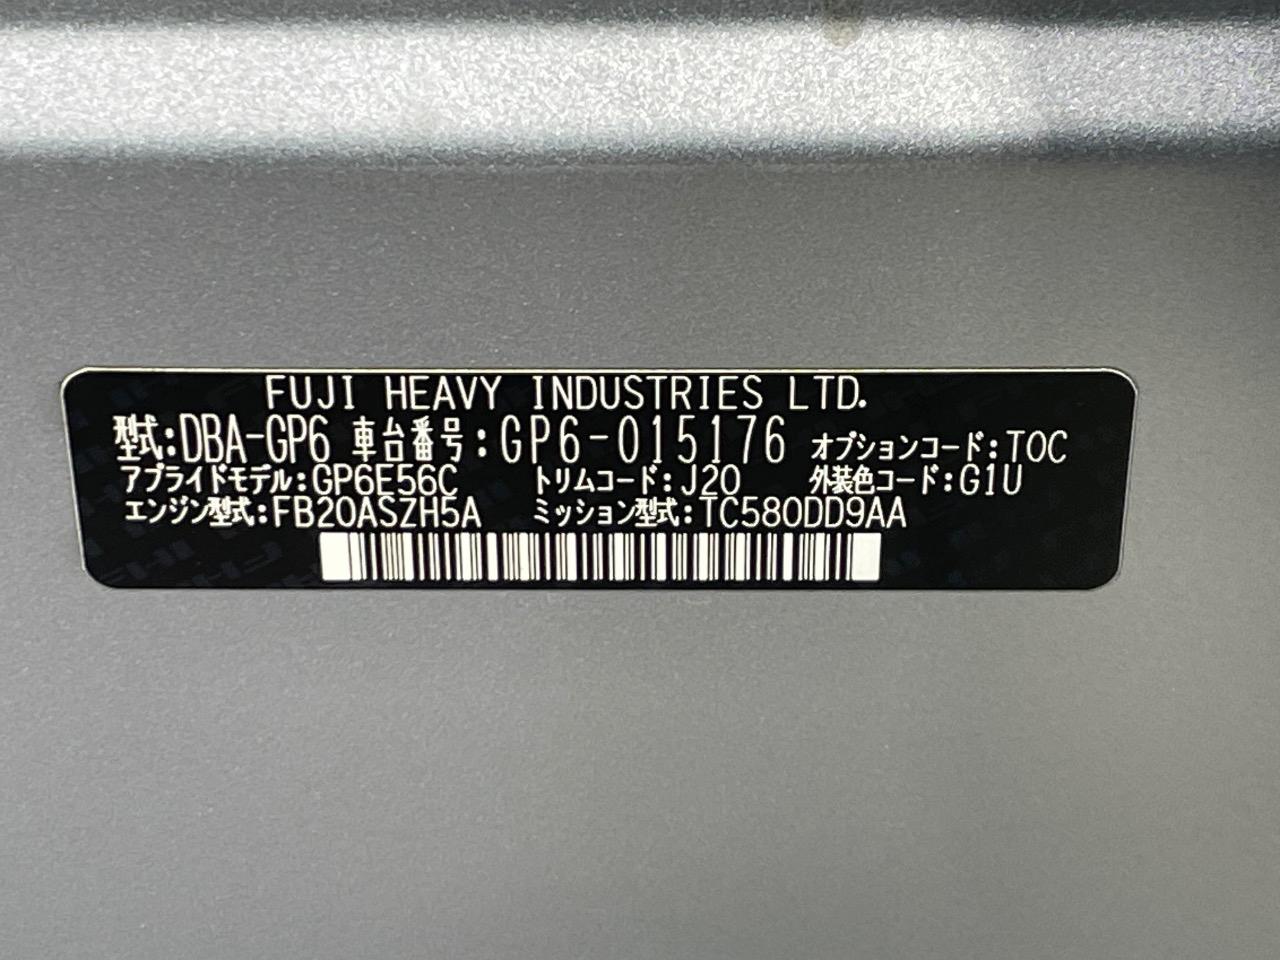 FUJI HEAVY INDUSTRIES LTD.
型式:DBA-GP6 車台番号:GP6-015176 オプションコード:TOC
アプライドモデル:GP6E56C トリムコード:J20 外装色コード:G1U
エンジン型式:FB20ASZH5A ミッション型式:TC580DD9AA